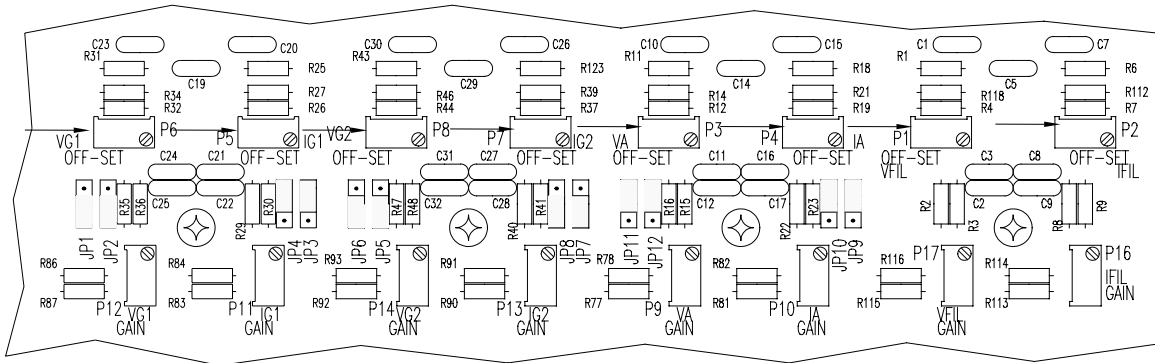 C23 C20 C30 C26 C10 C15 C1 C7
R31 C19 R25 R43 C29 R123 R11 C14 R18 R1 C5 R6
R34 R27 R46 R39 R14 R21 R118 R112
R32 R26 R44 R37 R12 R19 R4 R7
VG1 P6 P5 IG1 VG2 P8 P7 IG2 VA P3 P4 IA P1 P2
OFF-SET OFF-SET OFF-SET OFF-SET OFF-SET OFF-SET OFF-SET OFF-SET
VFIL IFIL
C24 C21 C31 C27 C11 C16 C3 C8
C25 C22 C32 C28 C12 C17 C2 C9
R35 R36 R29 R30 R47 R48 R40 R41 R16 R15 R22 R23 R2 R3 R8 R9
JP1 JP2 JP4 JP3 JP6 JP5 JP8 JP7 JP11 JP12 JP10 JP9
R86 R84 R93 R91 R78 R82 R116 P17 R114 P16
R87 P12 R83 P11 R92 P14 R90 P13 R77 P9 R81 P10 R115 R113
IFIL
GAIN
VG1 IG1 VG2 IG2 VA IA VFIL
GAIN GAIN GAIN GAIN GAIN GAIN GAIN